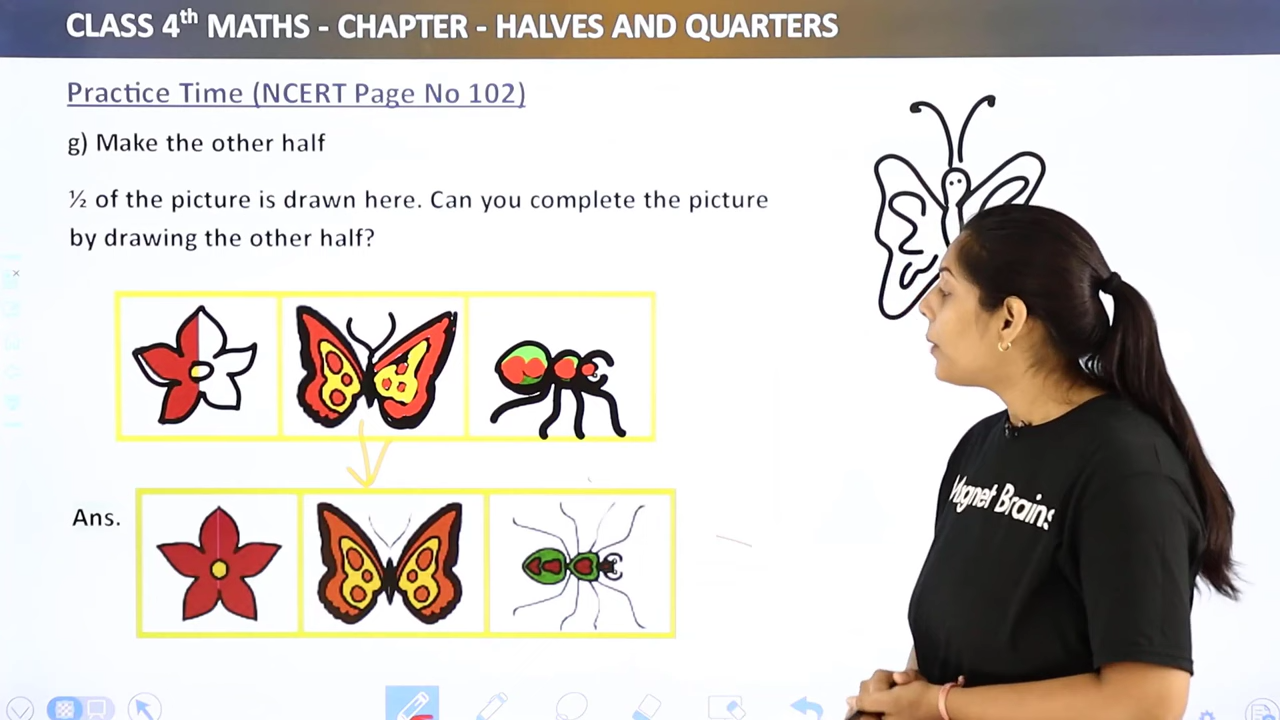 CLASS 4th MATHS - CHAPTER - HALVES AND QUARTERS
Practice Time (NCERT Page No 102)
g) Make the other half
½ of the picture is drawn here. Can you complete the picture
by drawing the other half?
Ans.
Magnet Brains